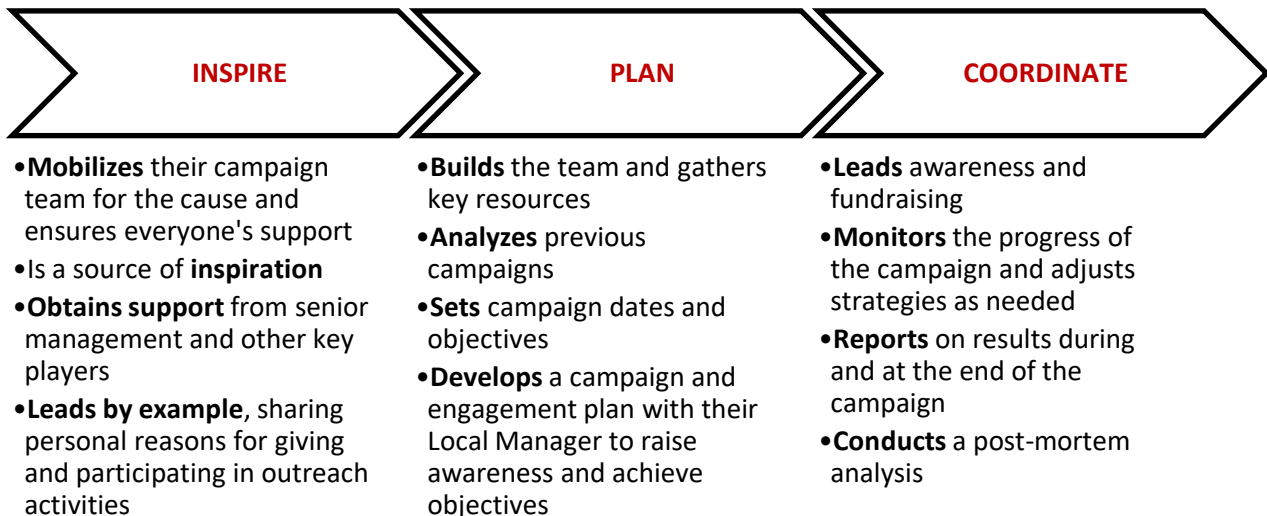 INSPIRE
•Mobilizes their campaign
team for the cause and
ensures everyone's support
•Is a source of inspiration
•Obtains support from senior
management and other key
players
•Leads by example, sharing
personal reasons for giving
and participating in outreach
activities
PLAN
•Builds the team and gathers
key resources
•Analyzes previous
campaigns
•Sets campaign dates and
objectives
•Develops a campaign and
engagement plan with their
Local Manager to raise
awareness and achieve
objectives
COORDINATE
•Leads awareness and
fundraising
•Monitors the progress of
the campaign and adjusts
strategies as needed
•Reports on results during
and at the end of the
campaign
•Conducts a post-mortem
analysis